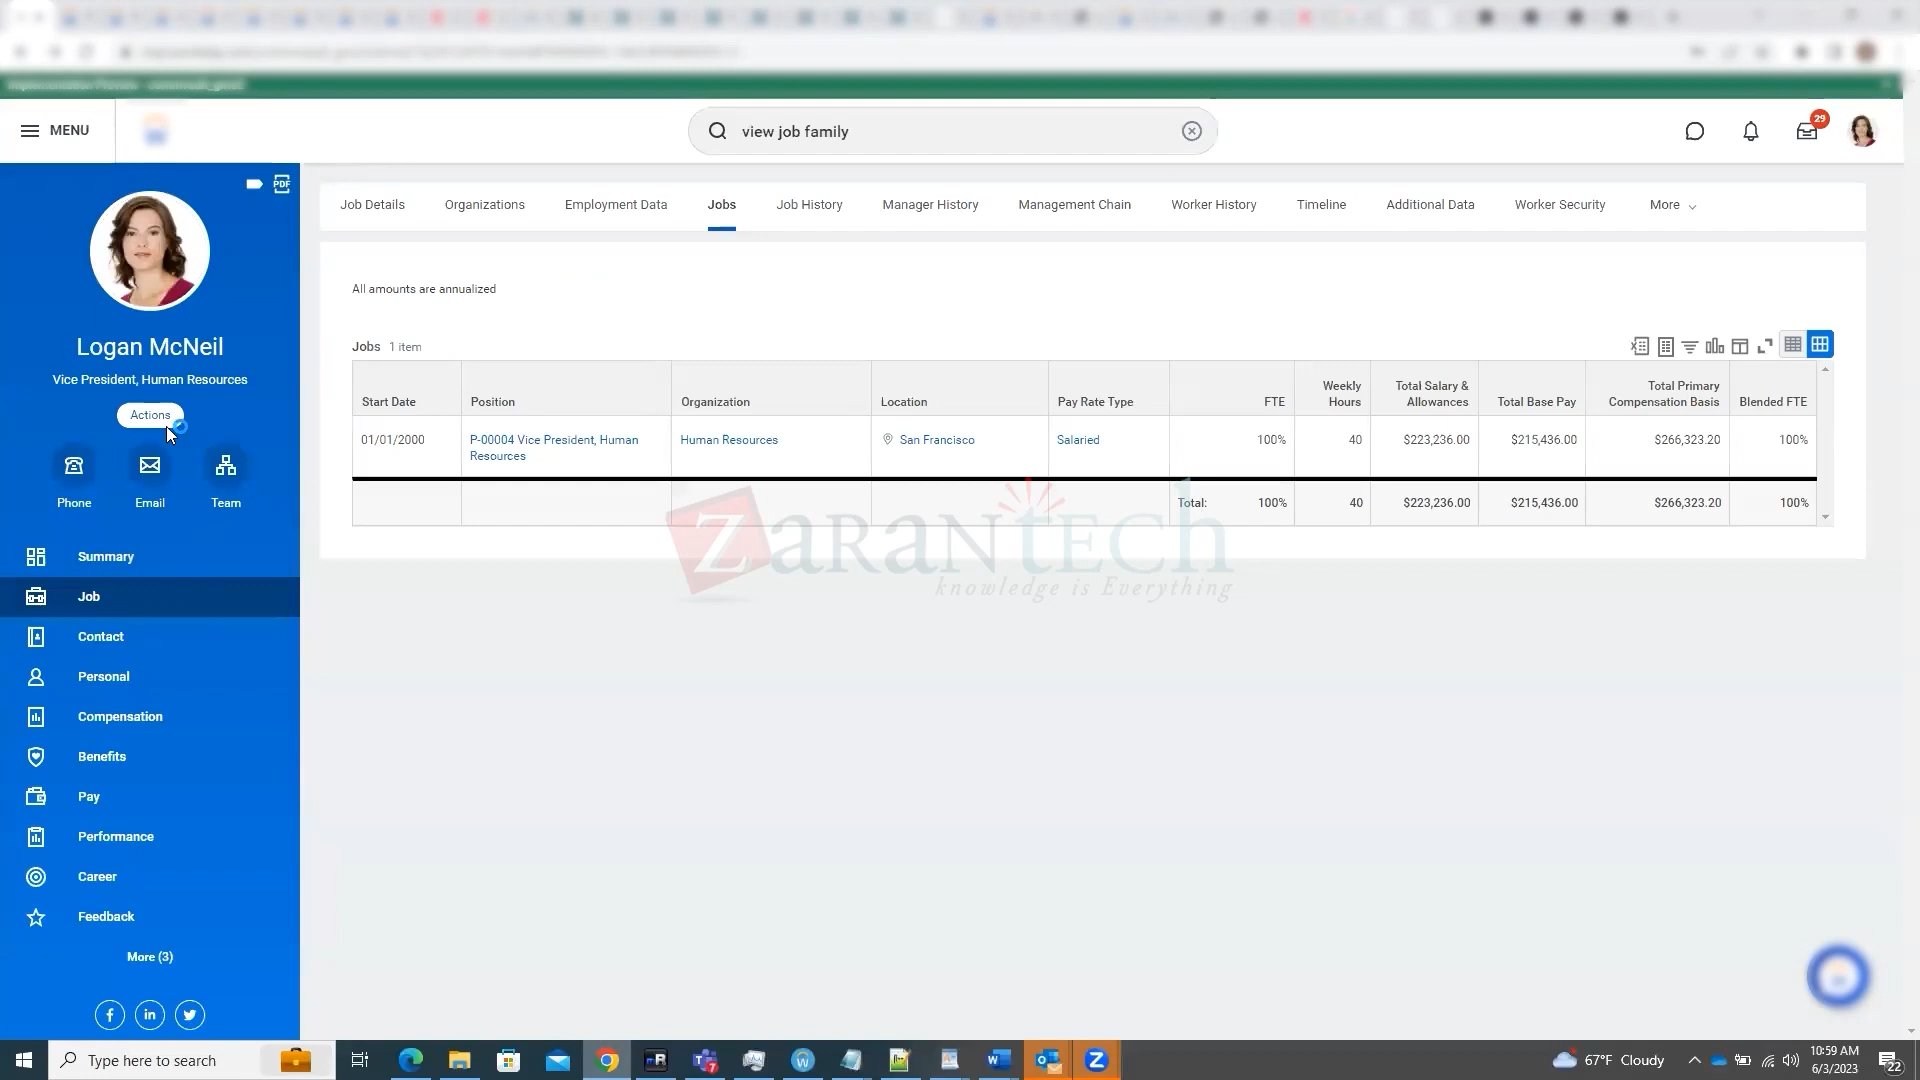 MENU
view job family
29
PDF
Logan McNeil
Vice President, Human Resources
Actions
Phone
Email
Team
Summary
Job
Contact
Personal
Compensation
Benefits
Pay
Performance
Career
Feedback
More (3)
Job Details
Organizations
Employment Data
Jobs
Job History
Manager History
Management Chain
Worker History
Timeline
Additional Data
Worker Security
More
All amounts are annualized
Jobs 1 item
Start Date
Position
Organization
Location
Pay Rate Type
FTE
Weekly
Hours
Total Salary &
Allowances
Total Base Pay
Total Primary
Compensation Basis
Blended FTE
01/01/2000
P-00004 Vice President, Human
Resources
Human Resources
San Francisco
Salaried
100%
40
$223,236.00
$215,436.00
$266,323.20
100%
Total:
100%
40
$223,236.00
$215,436.00
$266,323.20
100%
ZARANTECH
knowledge is Everything
Type here to search
67°F Cloudy
10:59 AM
6/3/2023
22